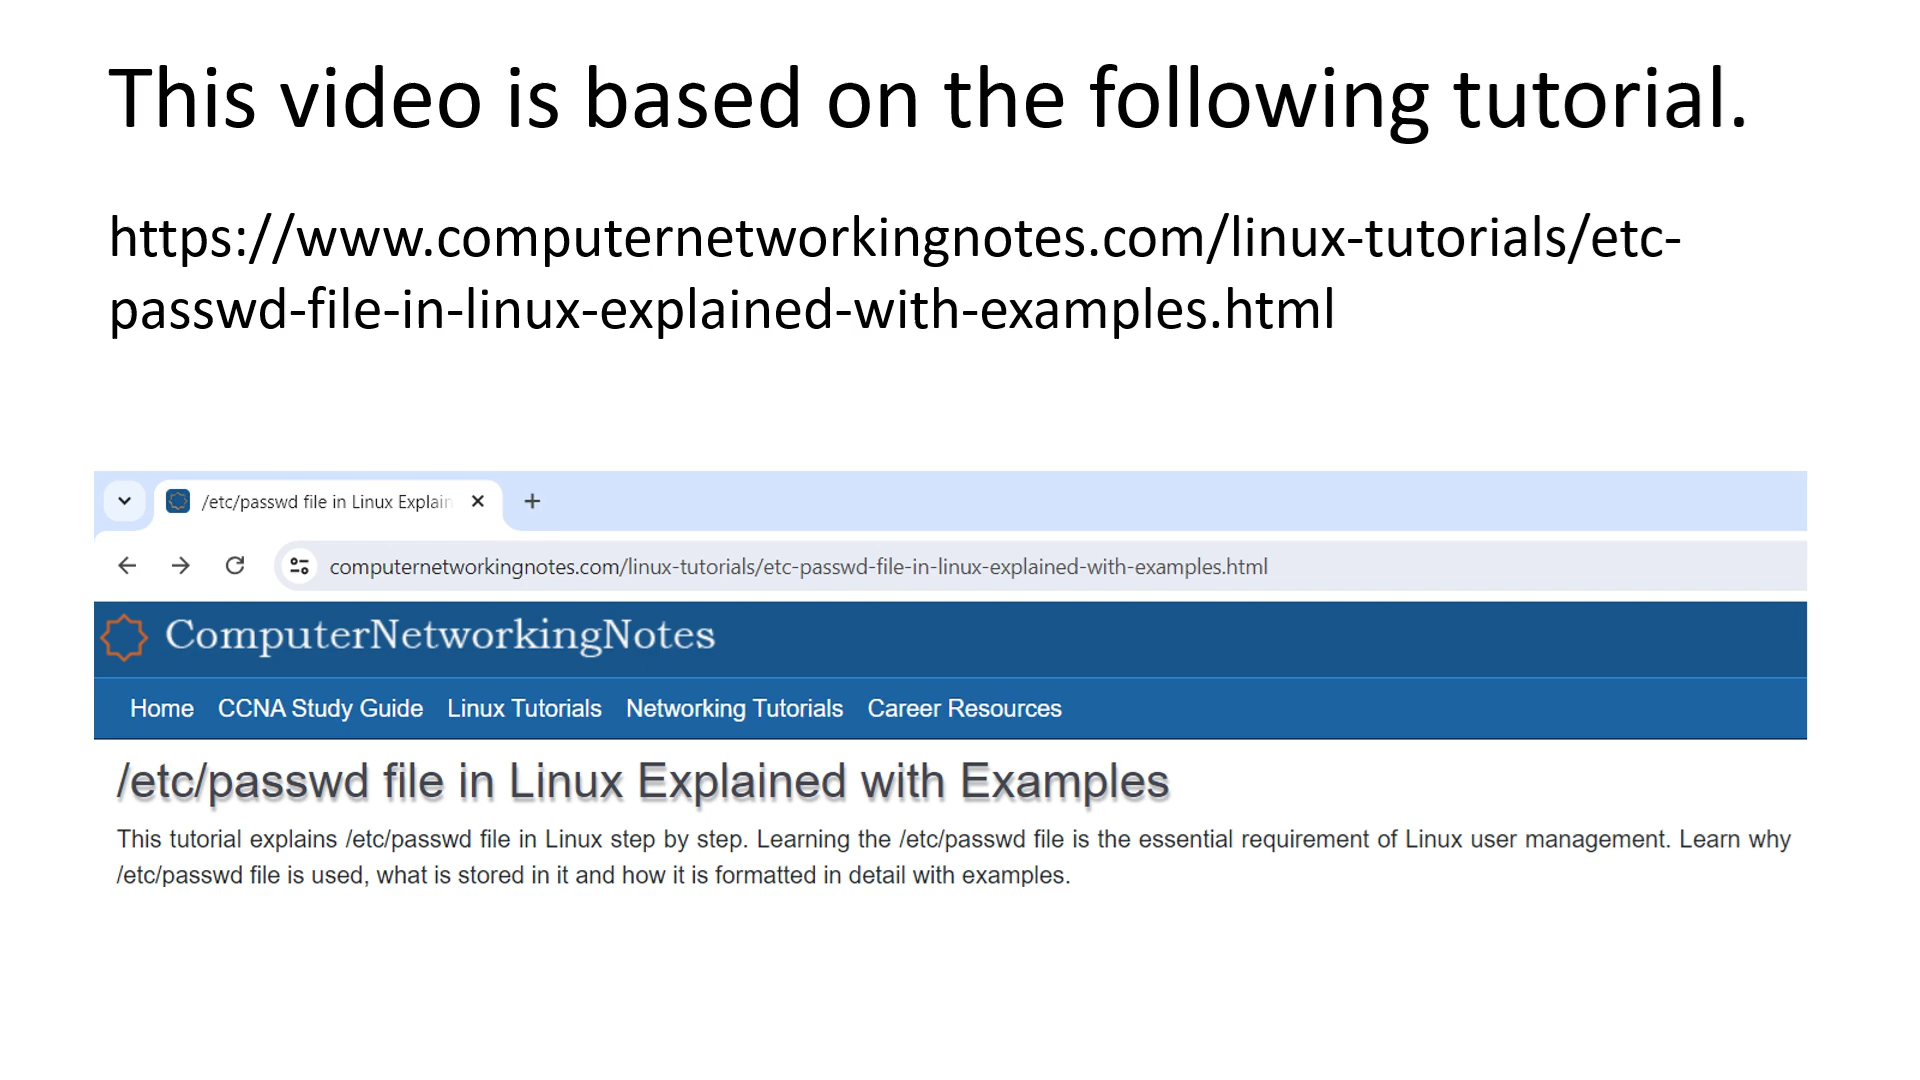 This video is based on the following tutorial.
https://www.computernetworkingnotes.com/linux-tutorials/etc-
passwd-file-in-linux-explained-with-examples.html
/etc/passwd file in Linux Explain
computernetworkingnotes.com/linux-tutorials/etc-passwd-file-in-linux-explained-with-examples.html
ComputerNetworkingNotes
Home CCNA Study Guide Linux Tutorials Networking Tutorials Career Resources
/etc/passwd file in Linux Explained with Examples
This tutorial explains /etc/passwd file in Linux step by step. Learning the /etc/passwd file is the essential requirement of Linux user management. Learn why
/etc/passwd file is used, what is stored in it and how it is formatted in detail with examples.